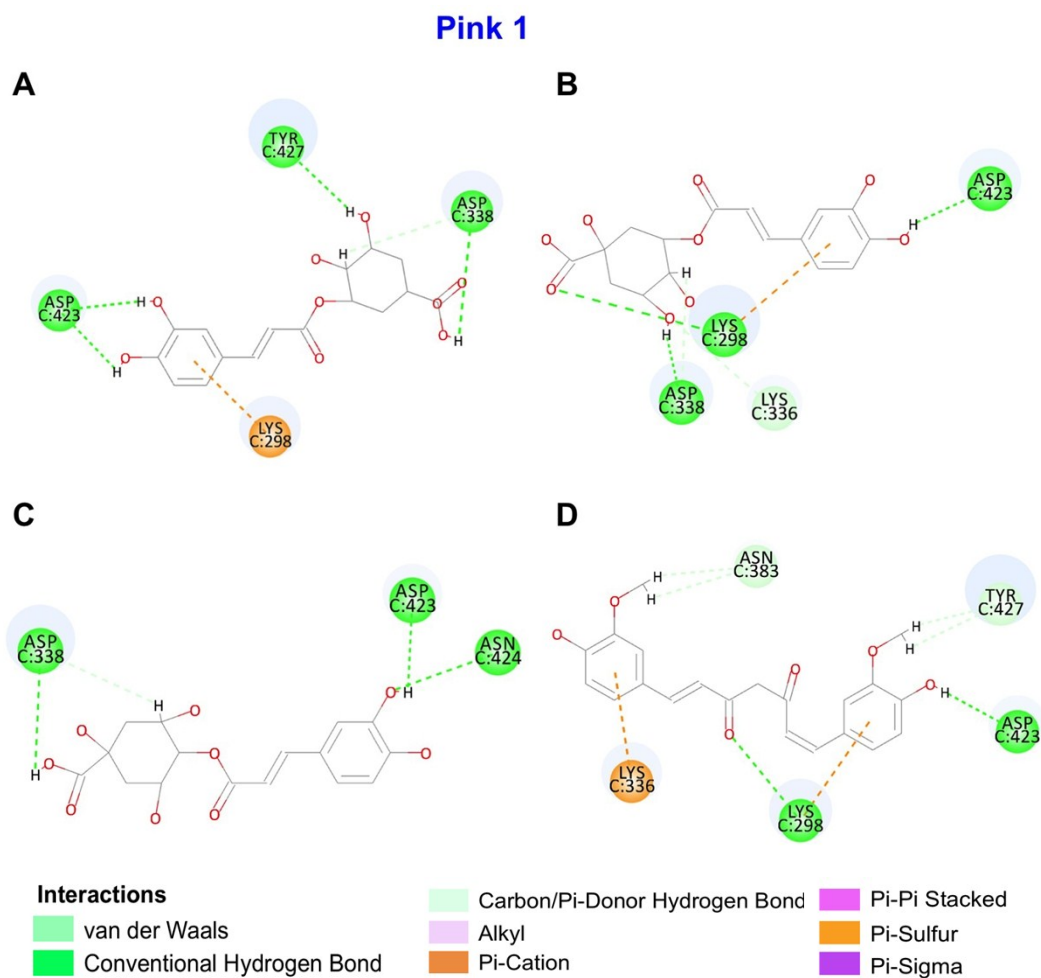 Pink 1
A
TYR
C:427
ASP
C:338
H
O
O
H
O
O
O
H
ASP
C:423
H
O
O
H
O
O
LYS
C:298
B
ASP
C:423
O
O
H
O
O
O
O
H
O
O
O
H
LYS
C:298
ASP
C:338
LYS
C:336
C
ASP
C:423
ASN
C:424
ASP
C:338
O
H
H
O
O
O
O
H
O
O
O
O
D
ASN
C:383
TYR
C:427
H
H
O
O
H
H
O
O
O
H
O
ASP
C:423
LYS
C:336
LYS
C:298
Interactions
van der Waals
Conventional Hydrogen Bond
Carbon/Pi-Donor Hydrogen Bond
Alkyl
Pi-Cation
Pi-Pi Stacked
Pi-Sulfur
Pi-Sigma